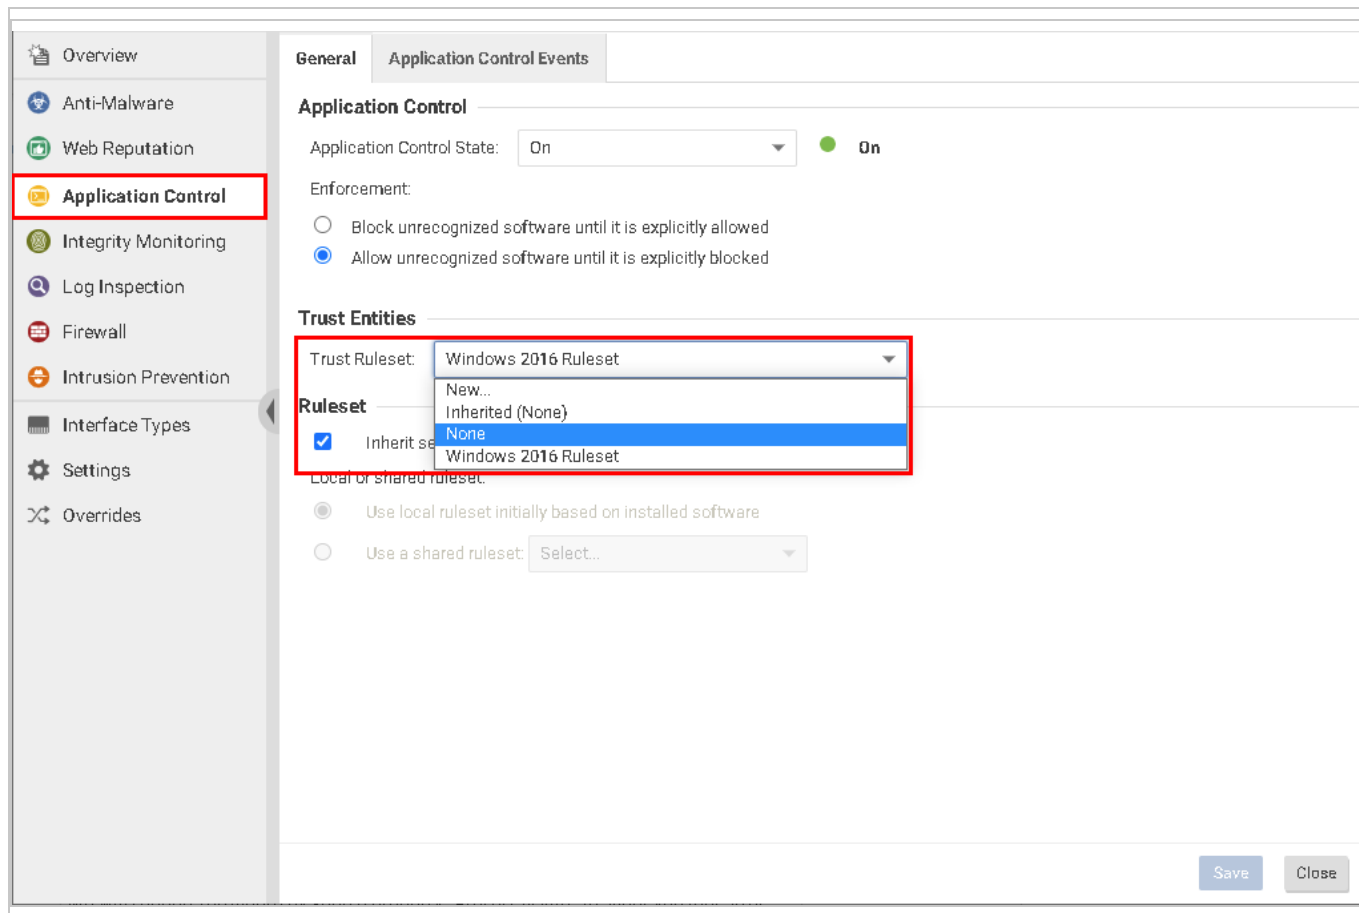 Overview
Anti-Malware
Web Reputation
Application Control
Integrity Monitoring
Log Inspection
Firewall
Intrusion Prevention
Interface Types
Settings
Overrides
General Application Control Events
Application Control
Application Control State: On On
Enforcement:
Block unrecognized software until it is explicitly allowed
Allow unrecognized software until it is explicitly blocked
Trust Entities
Trust Ruleset: Windows 2016 Ruleset
New...
Inherited (None)
None
Windows 2016 Ruleset
Ruleset
Inherit
Local or shared ruleset:
Use local ruleset initially based on installed software
Use a shared ruleset: Select...
Save Close